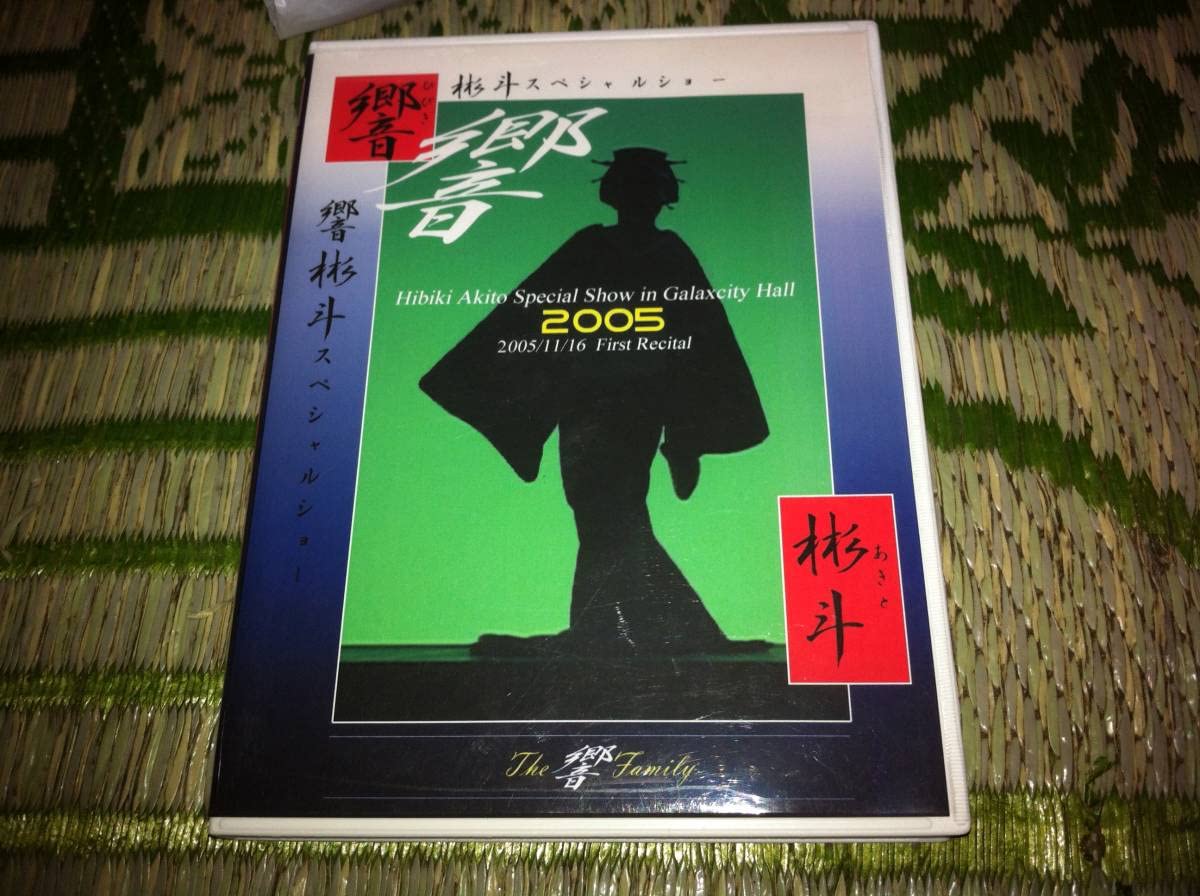 響
ひびき
彬斗スペシャルショー
響
響彬斗スペシャルショー
Hibiki Akito Special Show in Galaxcity Hall
2005
2005/11/16 First Recital
彬斗
あきと
The 響 Family